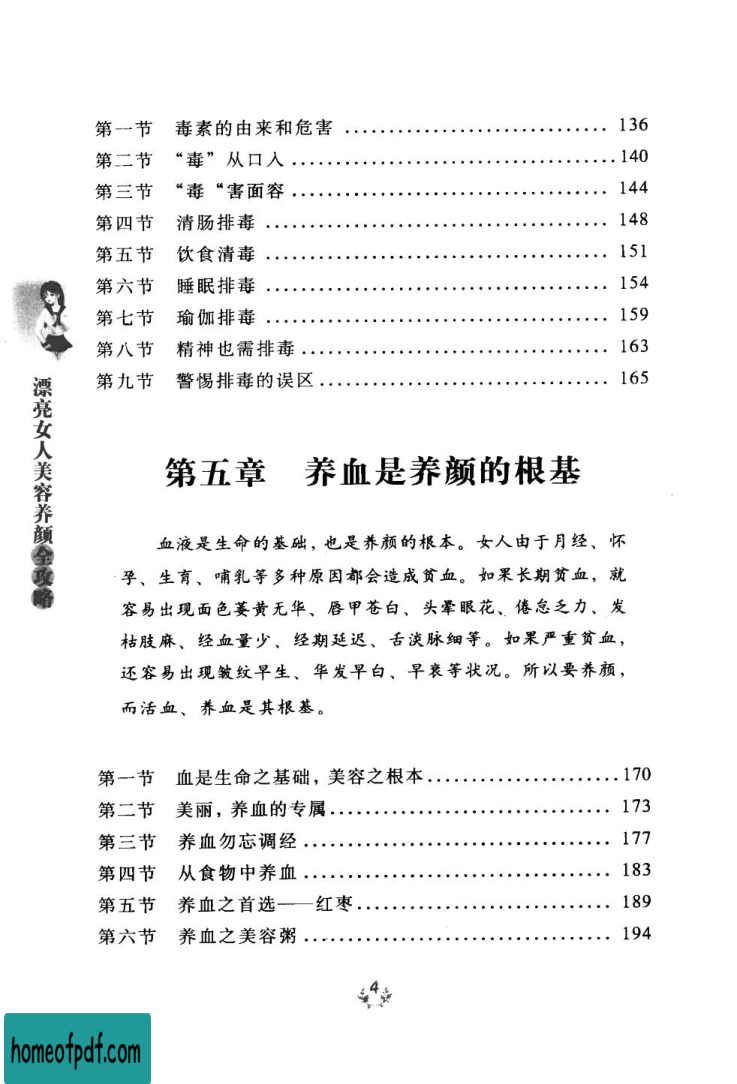 第一节 毒素的由来和危害 ............................... 136
第二节 “毒”从口入 ..................................... 140
第三节 “毒“害面容 ..................................... 144
第四节 清肠排毒 ........................................ 148
第五节 饮食清毒 ........................................ 151
第六节 睡眠排毒 ........................................ 154
第七节 瑜伽排毒 ........................................ 159
第八节 精神也需排毒 .................................... 163
第九节 警惕排毒的误区 .................................. 165
漂亮女人美容养颜全攻略
第五章 养血是养颜的根基
血液是生命的基础，也是养颜的根本。女人由于月经、怀
孕、生育、哺乳等多种原因都会造成贫血。如果长期贫血，就
容易出现面色萎黄无华、唇甲苍白、头晕眼花、倦怠乏力、发
枯肢麻、经血量少、经期延迟、舌淡脉细等。如果严重贫血，
还容易出现皱纹早生、华发早白、早衰等状况。所以要养颜，
而活血、养血是其根基。
第一节 血是生命之基础，美容之根本 ...................... 170
第二节 美丽，养血的专属 ................................ 173
第三节 养血勿忘调经 .................................... 177
第四节 从食物中养血 .................................... 183
第五节 养血之首选——红枣 .............................. 189
第六节 养血之美容粥 .................................... 194
4
homeofpdf.com